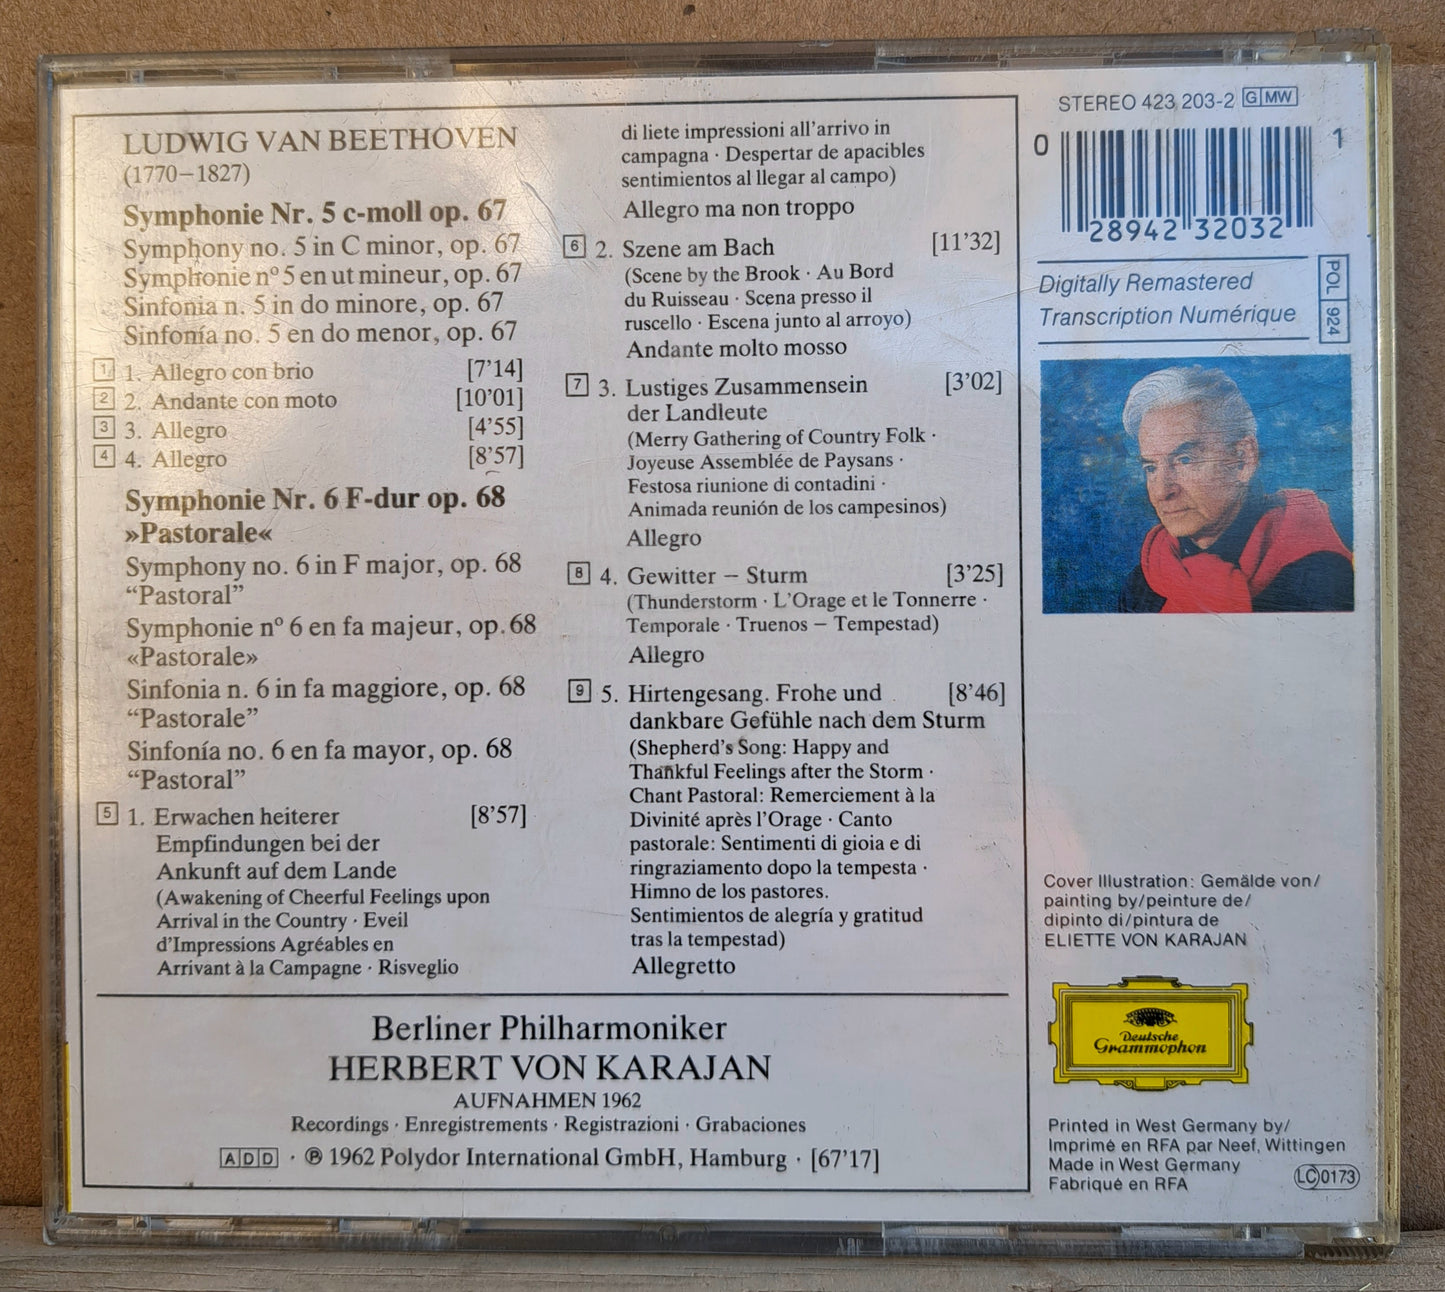 LUDWIG VAN BEETHOVEN
(1770–1827)
Symphonie Nr. 5 c-moll op. 67
Symphony no. 5 in C minor, op. 67
Symphonie nº 5 en ut mineur, op. 67
Sinfonia n. 5 in do minore, op. 67
Sinfonía no. 5 en do menor, op. 67
1 1. Allegro con brio [7’14]
2 2. Andante con moto [10’01]
3 3. Allegro [4’55]
4 4. Allegro [8’57]
Symphonie Nr. 6 F-dur op. 68
»Pastorale«
Symphony no. 6 in F major, op. 68
“Pastoral”
Symphonie nº 6 en fa majeur, op. 68
«Pastorale»
Sinfonia n. 6 in fa maggiore, op. 68
“Pastorale”
Sinfonía no. 6 en fa mayor, op. 68
“Pastoral”
5 1. Erwachen heiterer [8’57]
Empfindungen bei der
Ankunft auf dem Lande
(Awakening of Cheerful Feelings upon
Arrival in the Country · Eveil
d’Impressions Agréables en
Arrivant à la Campagne · Risveglio
di liete impressioni all’arrivo in
campagna · Despertar de apacibles
sentimientos al llegar al campo)
Allegro ma non troppo
6 2. Szene am Bach [11’32]
(Scene by the Brook · Au Bord
du Ruisseau · Scena presso il
ruscello · Escena junto al arroyo)
Andante molto mosso
7 3. Lustiges Zusammensein [3’02]
der Landleute
(Merry Gathering of Country Folk ·
Joyeuse Assemblée de Paysans ·
Festosa riunione di contadini ·
Animada reunión de los campesinos)
Allegro
8 4. Gewitter – Sturm [3’25]
(Thunderstorm · L’Orage et le Tonnerre ·
Temporale · Truenos – Tempestad)
Allegro
9 5. Hirtengesang. Frohe und [8’46]
dankbare Gefühle nach dem Sturm
(Shepherd’s Song: Happy and
Thankful Feelings after the Storm ·
Chant Pastoral: Remerciement à la
Divinité après l’Orage · Canto
pastorale: Sentimenti di gioia e di
ringraziamento dopo la tempesta ·
Himno de los pastores.
Sentimientos de alegría y gratitud
tras la tempestad)
Allegretto
Berliner Philharmoniker
HERBERT VON KARAJAN
AUFNAHMEN 1962
Recordings · Enregistrements · Registrazioni · Grabaciones
ADD · ℗ 1962 Polydor International GmbH, Hamburg · [67’17]
STEREO 423 203-2 G MW
0 28942 32032 1
Digitally Remastered
Transcription Numérique
POL 924
Cover Illustration: Gemälde von/
painting by/peinture de/
dipinto di/pintura de
ELIETTE VON KARAJAN
Deutsche
Grammophon
Printed in West Germany by/
Imprimé en RFA par Neef, Wittingen
Made in West Germany
Fabriqué en RFA
LC 0173